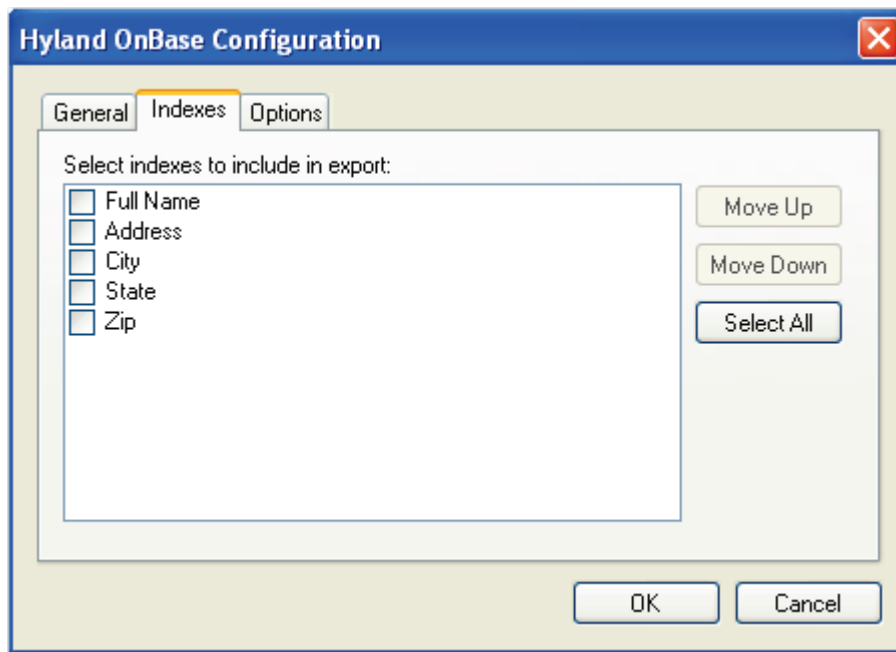 Hyland OnBase Configuration
General Indexes Options
Select indexes to include in export:
Full Name
Address
City
State
Zip
Move Up
Move Down
Select All
OK Cancel